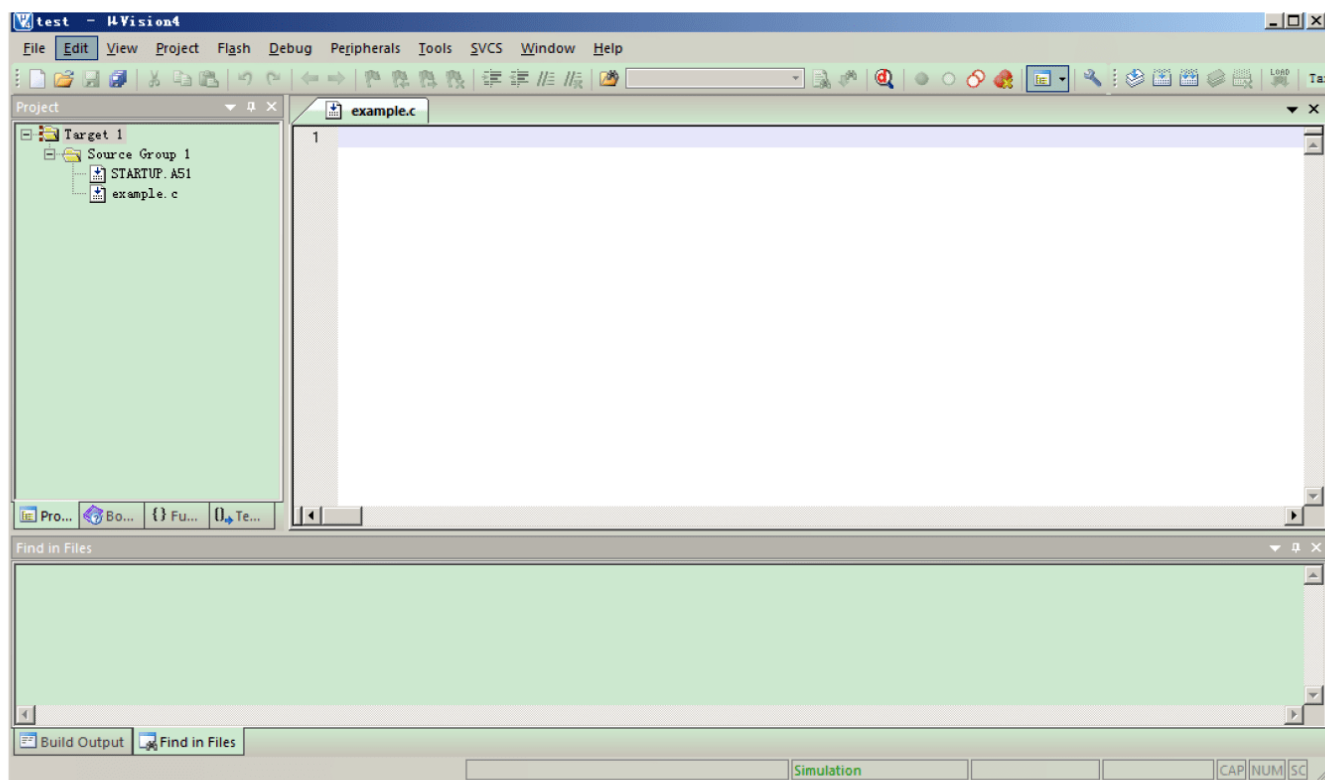 test - µVision4
File Edit View Project Flash Debug Peripherals Tools SVCS Window Help
LOAD
Project
example.c
Target 1
1
Source Group 1
STARTUP.A51
example.c
Pro... Bo... {} Fu... Te...
Find in Files
Build Output Find in Files
Simulation CAP NUM SC